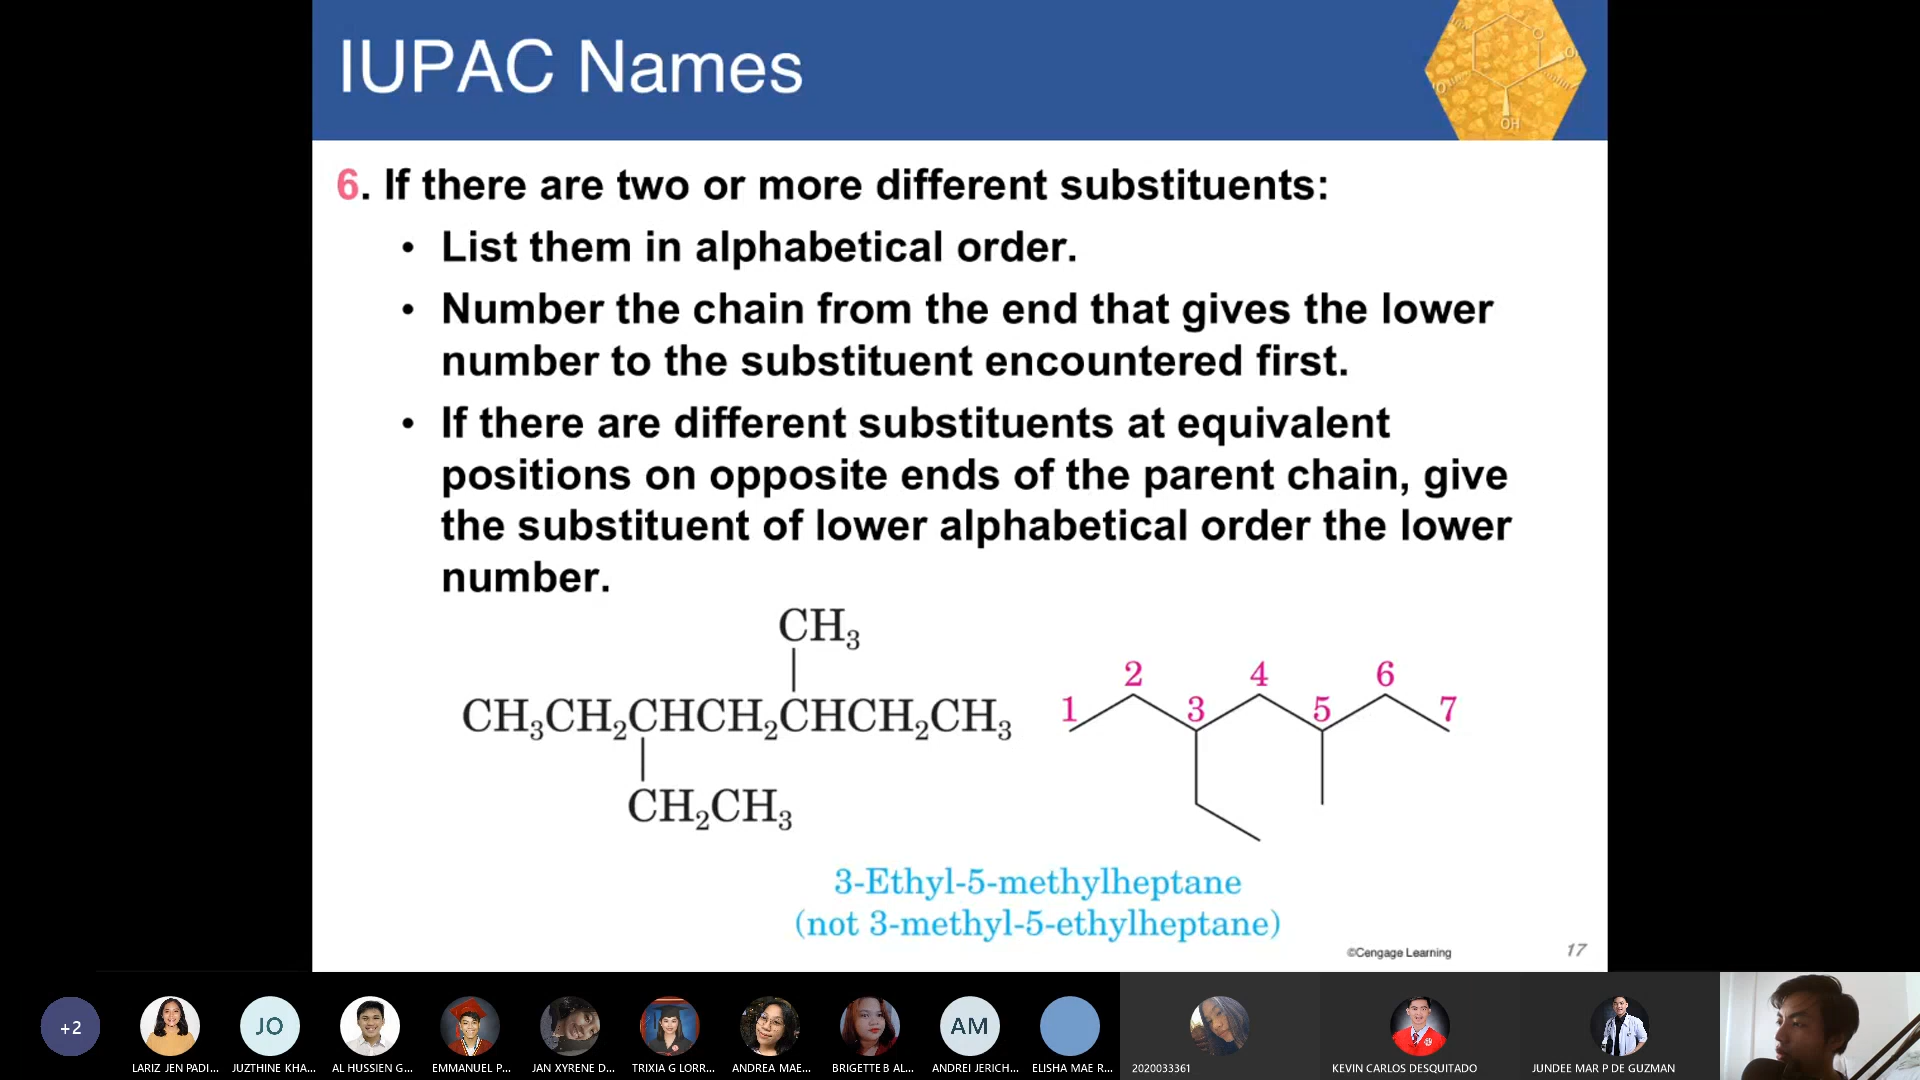 IUPAC Names
O
O
O
OH
6. If there are two or more different substituents:
• List them in alphabetical order.
• Number the chain from the end that gives the lower
number to the substituent encountered first.
• If there are different substituents at equivalent
positions on opposite ends of the parent chain, give
the substituent of lower alphabetical order the lower
number.
CH₃
CH₃CH₂CHCH₂CHCH₂CH₃
CH₂CH₃
1 2 3 4 5 6 7
3-Ethyl-5-methylheptane
(not 3-methyl-5-ethylheptane)
©Cengage Learning
17
+2
JO
AM
LARIZ JEN PADI...
JUZTHINE KHA...
AL HUSSIEN G...
EMMANUEL P...
JAN XYRENE D...
TRIXIA G LORR...
ANDREA MAE...
BRIGETTE B AL...
ANDREI JERICH...
ELISHA MAE R...
2020033361
KEVIN CARLOS DESQUITADO
JUNDEE MAR P DE GUZMAN